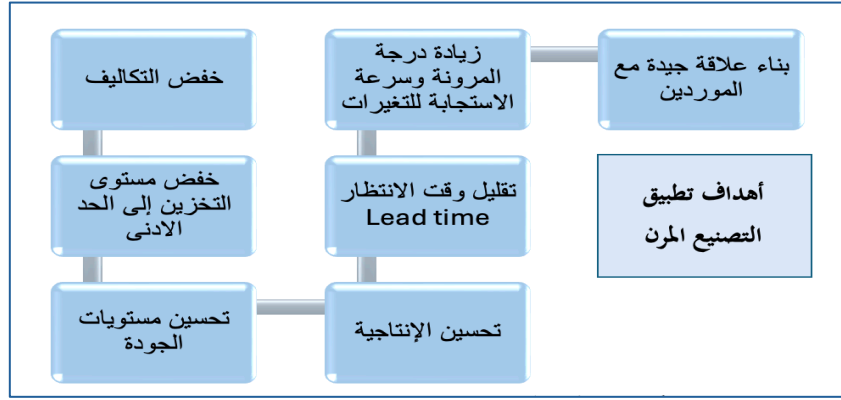 بناء علاقة جيدة مع
الموردين
زيادة درجة
المرونة وسرعة
الاستجابة للتغيرات
خفض التكاليف
أهداف تطبيق
التصنيع المرن
تقليل وقت الانتظار
Lead time
خفض مستوى
التخزين إلى الحد
الادنى
تحسين الإنتاجية
تحسين مستويات
الجودة